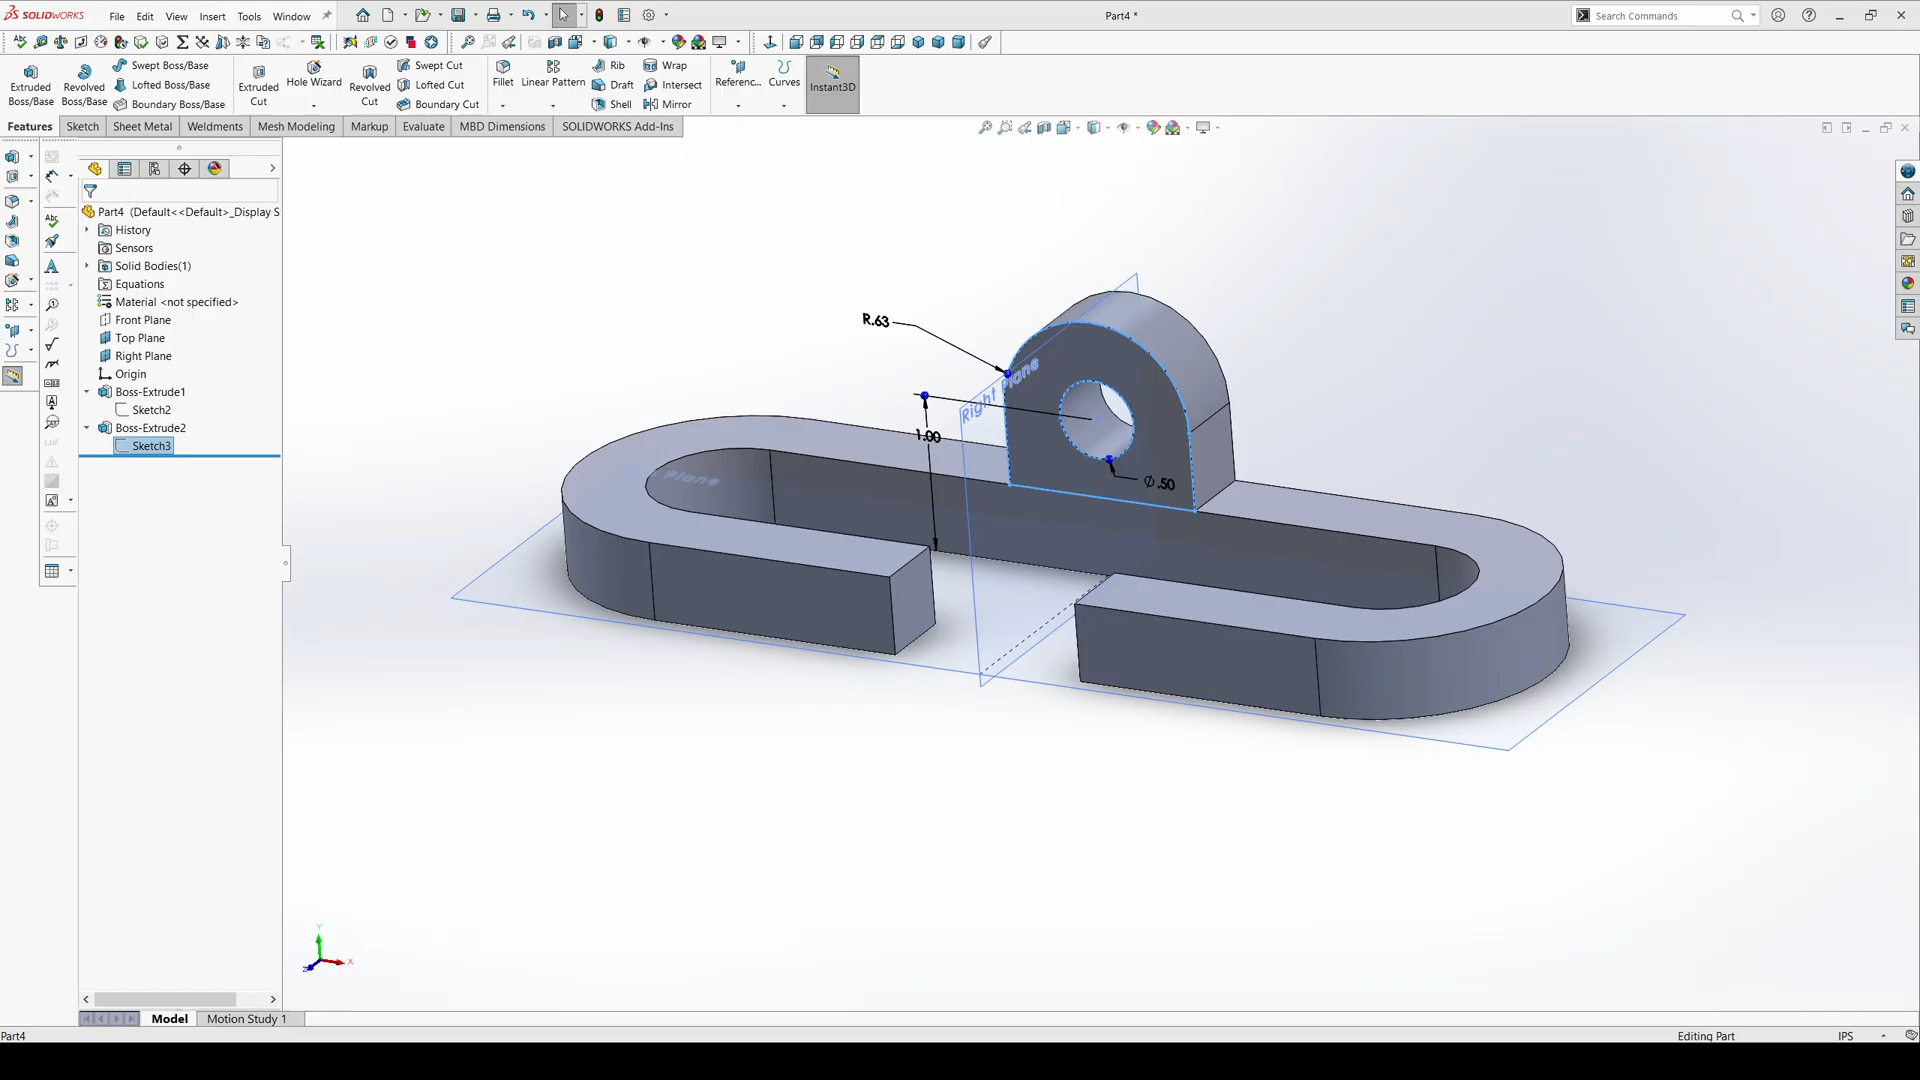 SOLIDWORKS File Edit View Insert Tools Window Part4 * Search Commands
Extruded Boss/Base
Revolved Boss/Base
Swept Boss/Base
Lofted Boss/Base
Boundary Boss/Base
Extruded Cut
Hole Wizard
Revolved Cut
Swept Cut
Lofted Cut
Boundary Cut
Fillet
Linear Pattern
Rib
Draft
Shell
Wrap
Intersect
Mirror
Referenc...
Curves
Instant3D
Features Sketch Sheet Metal Weldments Mesh Modeling Markup Evaluate MBD Dimensions SOLIDWORKS Add-Ins
Part4 (Default<<Default>_Display S
History
Sensors
Solid Bodies(1)
Equations
Material <not specified>
Front Plane
Top Plane
Right Plane
Origin
Boss-Extrude1
Sketch2
Boss-Extrude2
Sketch3
R.63
Right Plane
1.00
Plane
Ø.50
Y
X
Z
Model Motion Study 1
Part4 Editing Part IPS